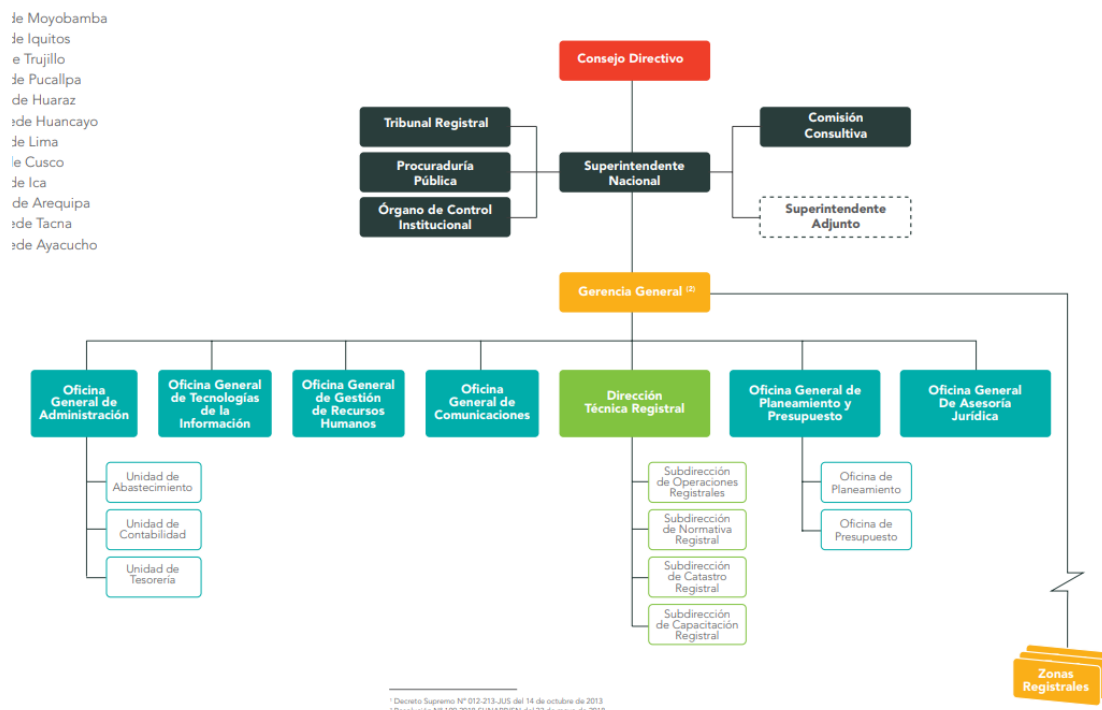 de Moyobamba
de Iquitos
e Trujillo
de Pucallpa
de Huaraz
ede Huancayo
de Lima
le Cusco
de Ica
de Arequipa
ede Tacna
ede Ayacucho
Consejo Directivo
Tribunal Registral
Procuraduría
Pública
Órgano de Control
Institucional
Superintendente
Nacional
Comisión
Consultiva
Superintendente
Adjunto
Gerencia General (2)
Oficina
General de
Administración
Oficina General
de Tecnologías
de la
Información
Oficina General
de Gestión
de Recursos
Humanos
Oficina
General de
Comunicaciones
Dirección
Técnica Registral
Oficina General de
Planeamiento y
Presupuesto
Oficina General
De Asesoría
Jurídica
Unidad de
Abastecimiento
Unidad de
Contabilidad
Unidad de
Tesorería
Subdirección
de Operaciones
Registrales
Subdirección
de Normativa
Registral
Subdirección
de Catastro
Registral
Subdirección
de Capacitación
Registral
Oficina de
Planeamiento
Oficina de
Presupuesto
Zonas
Registrales
¹ Decreto Supremo N° 012-213-JUS del 14 de octubre de 2013